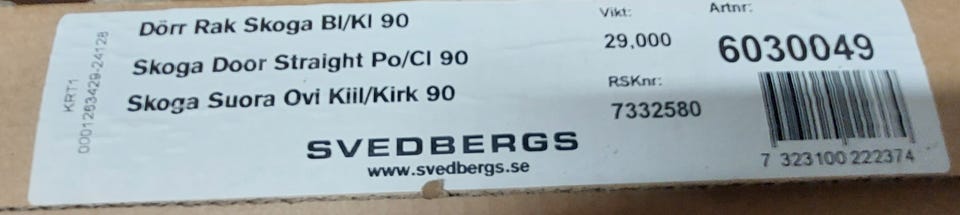 KRT1
0001263429-24128
Dörr Rak Skoga Bl/Kl 90
Skoga Door Straight Po/Cl 90
Skoga Suora Ovi Kiil/Kirk 90
SVEDBERGS
www.svedbergs.se
Vikt:
29,000
RSKnr:
7332580
Artnr:
6030049
7 323100 222374